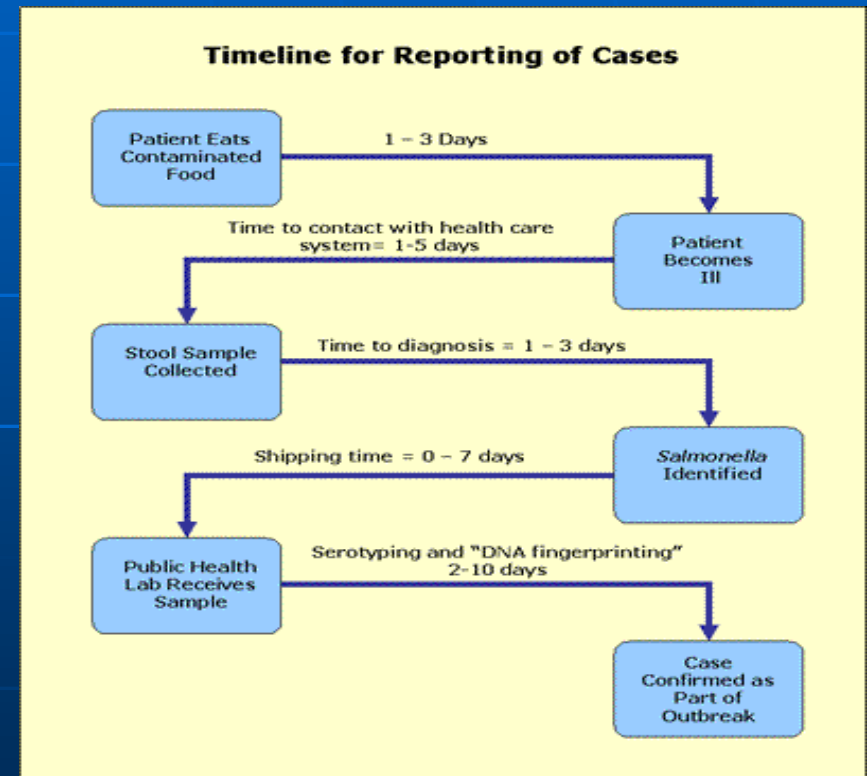 Timeline for Reporting of Cases
Patient Eats
Contaminated
Food
1 – 3 Days
Patient
Becomes
Ill
Time to contact with health care
system= 1-5 days
Stool Sample
Collected
Time to diagnosis = 1 – 3 days
Salmonella
Identified
Shipping time = 0 – 7 days
Public Health
Lab Receives
Sample
Serotyping and “DNA fingerprinting”
2-10 days
Case
Confirmed as
Part of
Outbreak